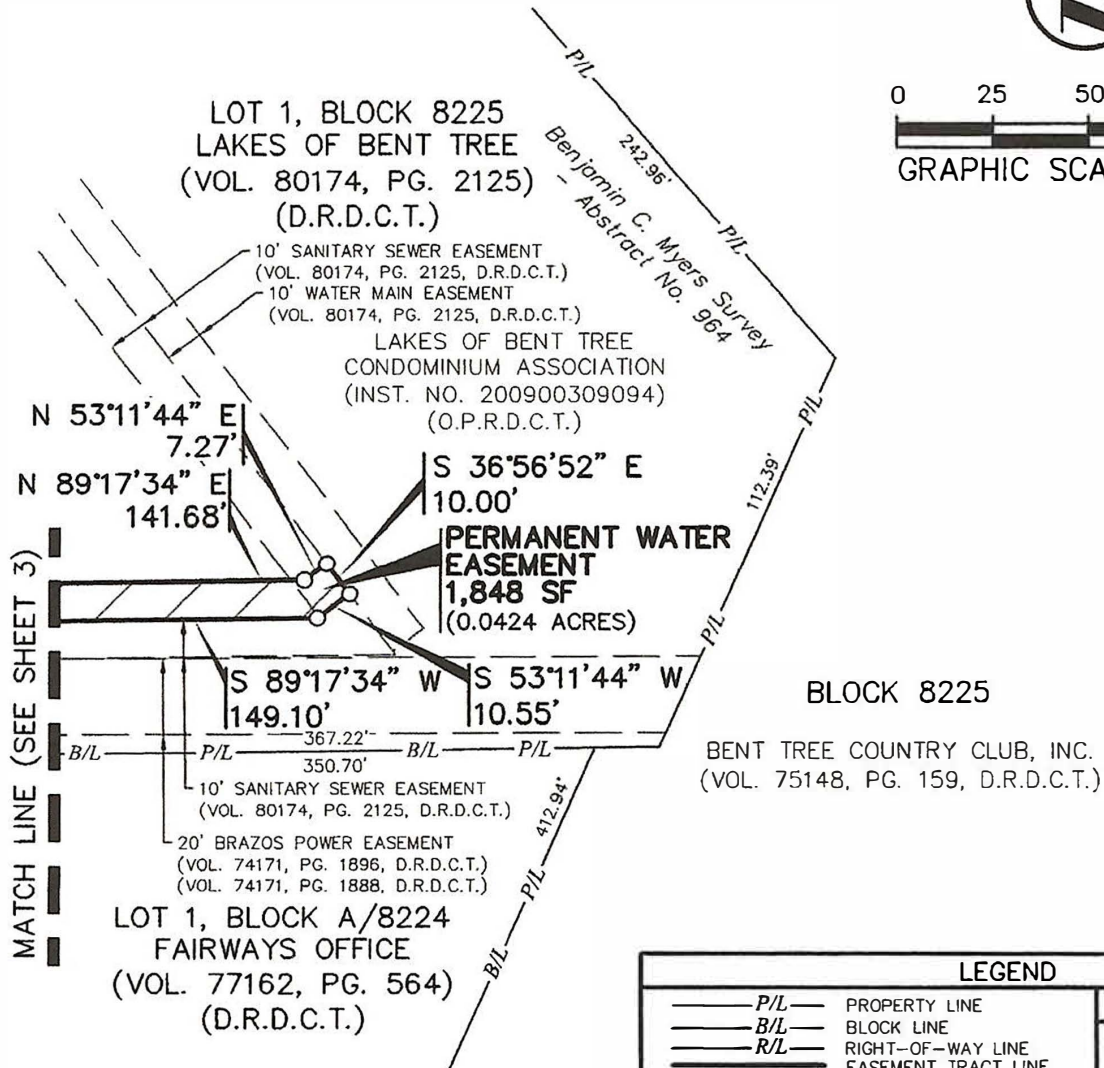 P/L
242.96'
P/L
Benjamin C. Myers Survey
- Abstract No. 964
0 25 50
GRAPHIC SCA
LOT 1, BLOCK 8225
LAKES OF BENT TREE
(VOL. 80174, PG. 2125)
(D.R.D.C.T.)
10' SANITARY SEWER EASEMENT
(VOL. 80174, PG. 2125, D.R.D.C.T.)
10' WATER MAIN EASEMENT
(VOL. 80174, PG. 2125, D.R.D.C.T.)
LAKES OF BENT TREE
CONDOMINIUM ASSOCIATION
(INST. NO. 200900309094)
(O.P.R.D.C.T.)
N 53°11'44" E
7.27'
N 89°17'34" E
141.68'
S 36°56'52" E
10.00'
PERMANENT WATER
EASEMENT
1,848 SF
(0.0424 ACRES)
P/L
112.39'
P/L
S 89°17'34" W
149.10'
S 53°11'44" W
10.55'
MATCH LINE (SEE SHEET 3)
B/L P/L 367.22' B/L P/L
350.70'
10' SANITARY SEWER EASEMENT
(VOL. 80174, PG. 2125, D.R.D.C.T.)
20' BRAZOS POWER EASEMENT
(VOL. 74171, PG. 1896, D.R.D.C.T.)
(VOL. 74171, PG. 1888, D.R.D.C.T.)
412.94'
P/L
B/L
BLOCK 8225
BENT TREE COUNTRY CLUB, INC.
(VOL. 75148, PG. 159, D.R.D.C.T.)
LOT 1, BLOCK A/8224
FAIRWAYS OFFICE
(VOL. 77162, PG. 564)
(D.R.D.C.T.)
LEGEND
P/L PROPERTY LINE
B/L BLOCK LINE
R/L RIGHT-OF-WAY LINE
EASEMENT TRACT LINE